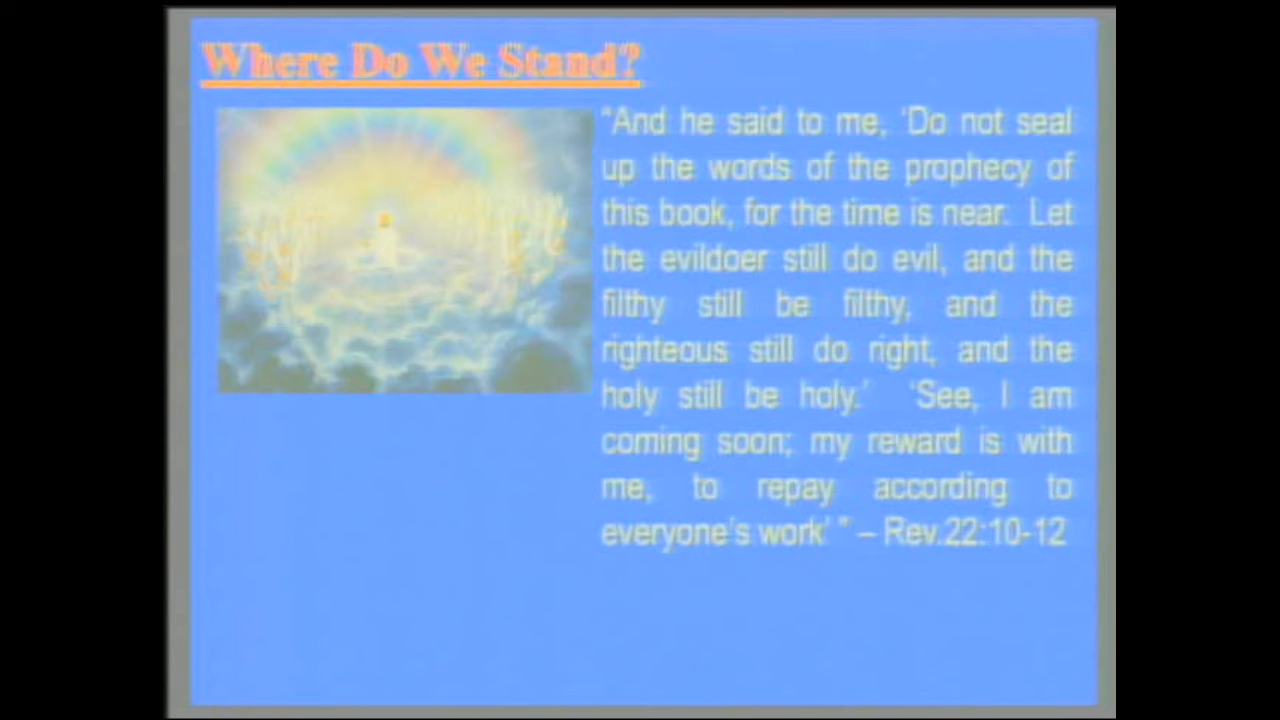 Where Do We Stand?
“And he said to me, ‘Do not seal
up the words of the prophecy of
this book, for the time is near.  Let
the evildoer still do evil, and the
filthy still be filthy, and the
righteous still do right, and the
holy still be holy.’  ‘See, I am
coming soon; my reward is with
me, to repay according to
everyone’s work’ ” – Rev.22:10-12